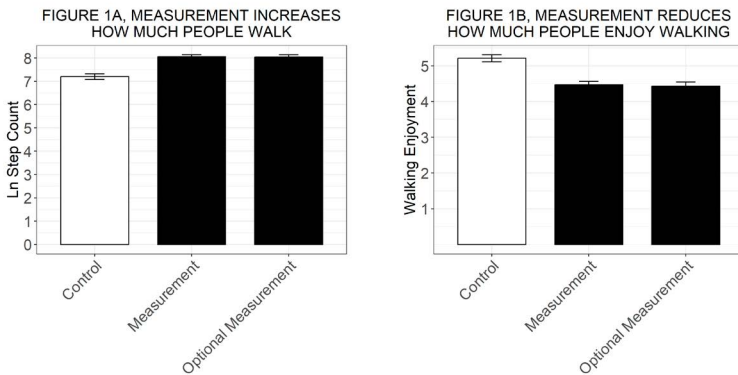 FIGURE 1A, MEASUREMENT INCREASES
HOW MUCH PEOPLE WALK
Ln Step Count
8
7
6
5
4
3
2
1
0
Control
Measurement
Optional Measurement
FIGURE 1B, MEASUREMENT REDUCES
HOW MUCH PEOPLE ENJOY WALKING
Walking Enjoyment
5
4
3
2
1
Control
Measurement
Optional Measurement